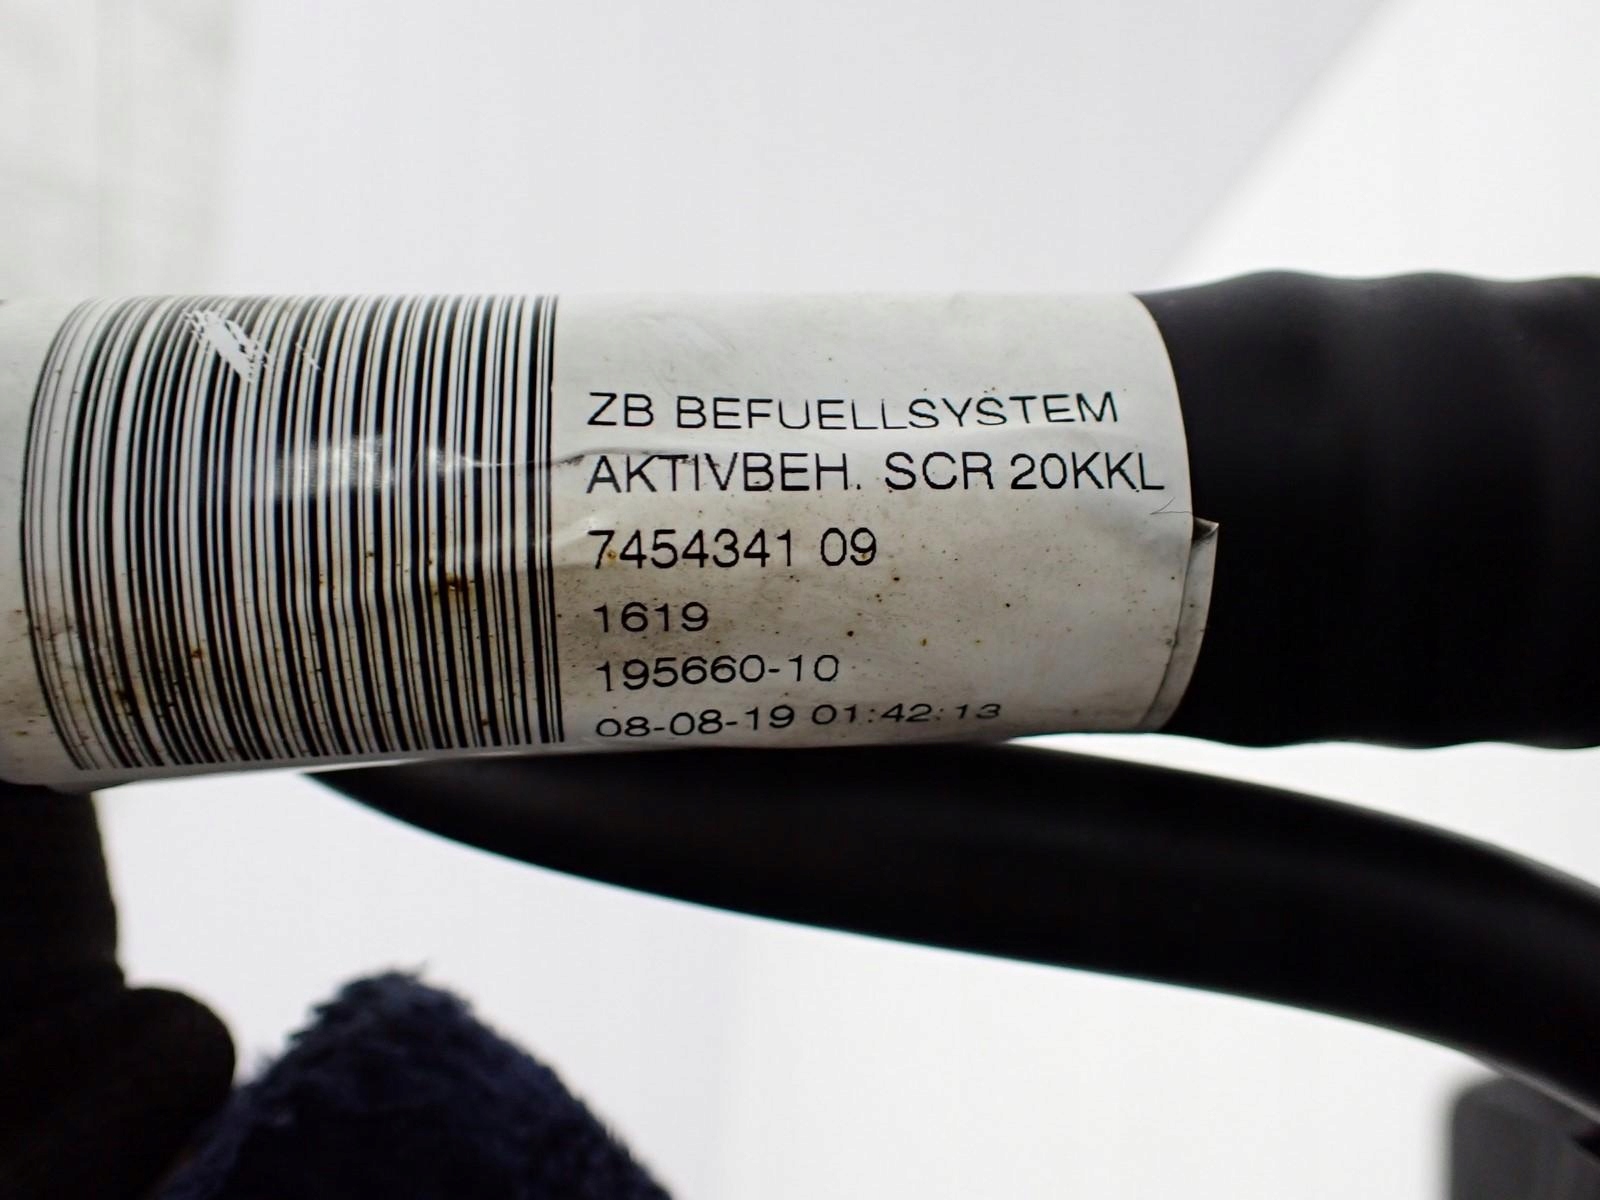 ZB BEFUELLSYSTEM
AKTIVBEH. SCR 20KKL
7454341 09
1619
195660-10
08-08-19 01:42:13